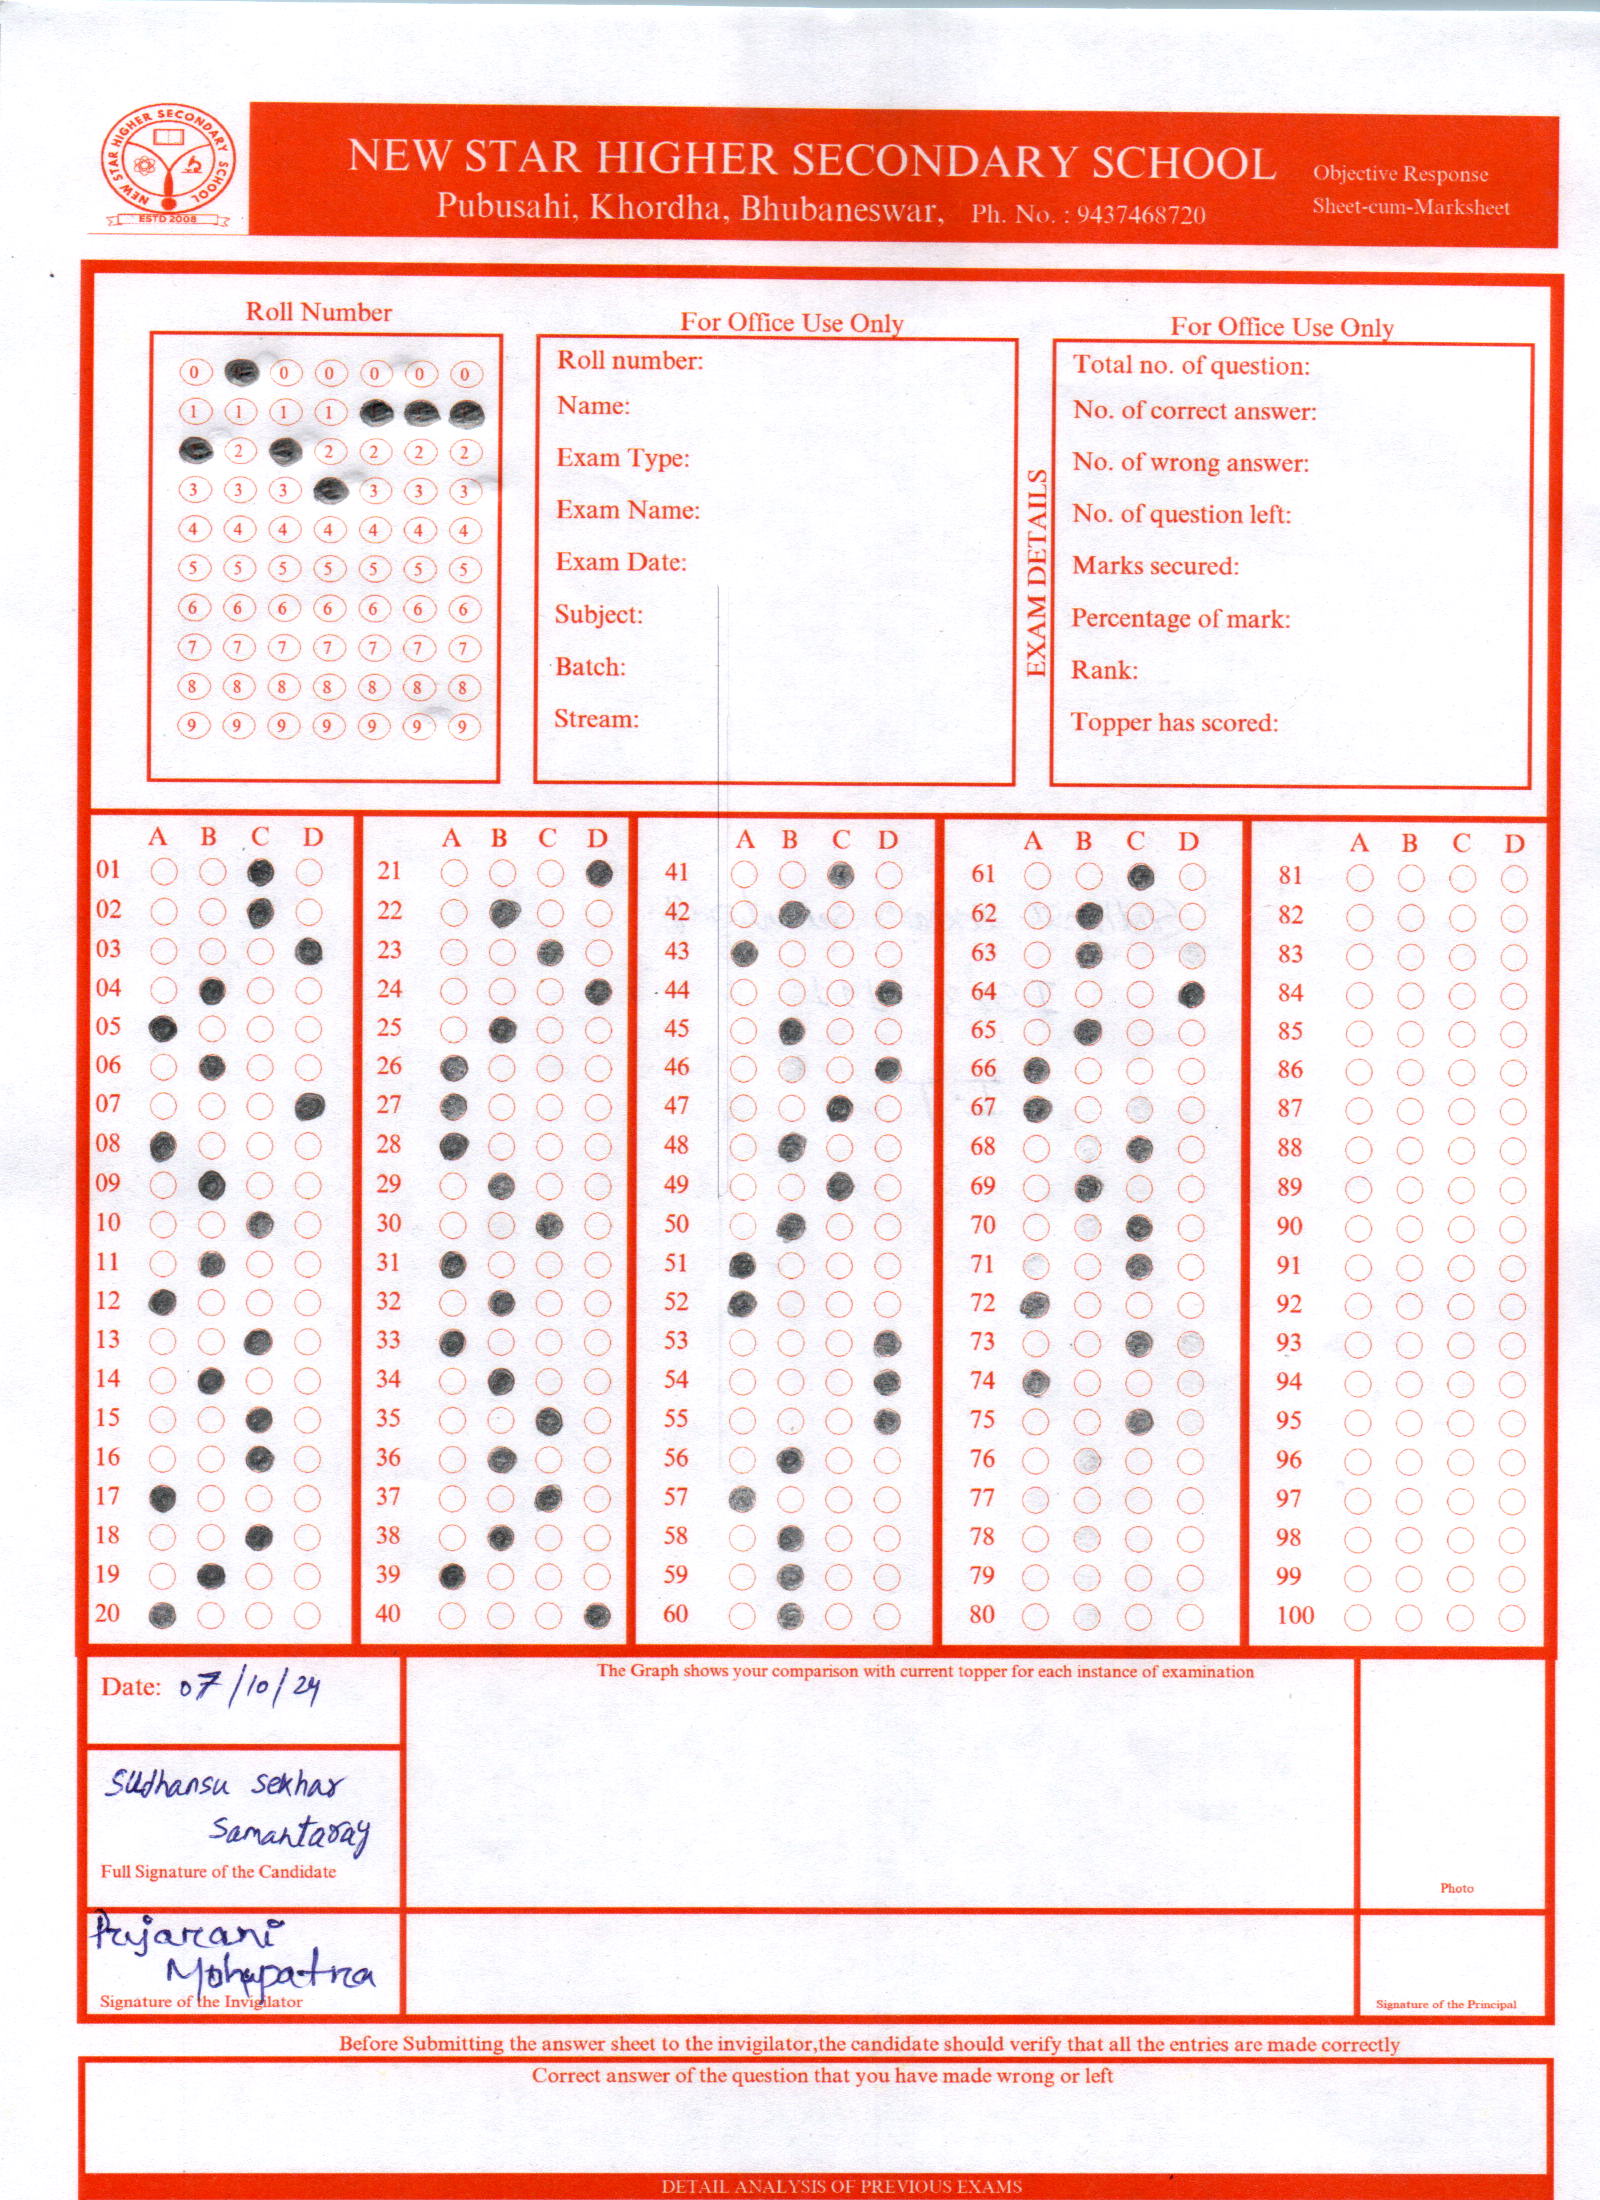 NEW STAR HIGHER SECONDARY SCHOOL
ESTD 2008
NEW STAR HIGHER SECONDARY SCHOOL
Pubusahi, Khordha, Bhubaneswar, Ph. No. : 9437468720
Objective Response
Sheet-cum-Marksheet
Roll Number
0 0 0 0 0 0
1 1 1 1
2 2 2 2 2
3 3 3 3 3 3
4 4 4 4 4 4 4
5 5 5 5 5 5 5
6 6 6 6 6 6 6
7 7 7 7 7 7 7
8 8 8 8 8 8 8
9 9 9 9 9 9 9
For Office Use Only
Roll number:
Name:
Exam Type:
Exam Name:
Exam Date:
Subject:
Batch:
Stream:
EXAM DETAILS
For Office Use Only
Total no. of question:
No. of correct answer:
No. of wrong answer:
No. of question left:
Marks secured:
Percentage of mark:
Rank:
Topper has scored:
A B C D
01
02
03
04
05
06
07
08
09
10
11
12
13
14
15
16
17
18
19
20
A B C D
21
22
23
24
25
26
27
28
29
30
31
32
33
34
35
36
37
38
39
40
A B C D
41
42
43
44
45
46
47
48
49
50
51
52
53
54
55
56
57
58
59
60
A B C D
61
62
63
64
65
66
67
68
69
70
71
72
73
74
75
76
77
78
79
80
A B C D
81
82
83
84
85
86
87
88
89
90
91
92
93
94
95
96
97
98
99
100
Date: 07/10/24
Sudhansu Sekhar
Samantaray
Full Signature of the Candidate
Pujarani
Mohapatra
Signature of the Invigilator
The Graph shows your comparison with current topper for each instance of examination
Photo
Signature of the Principal
Before Submitting the answer sheet to the invigilator,the candidate should verify that all the entries are made correctly
Correct answer of the question that you have made wrong or left
DETAIL ANALYSIS OF PREVIOUS EXAMS